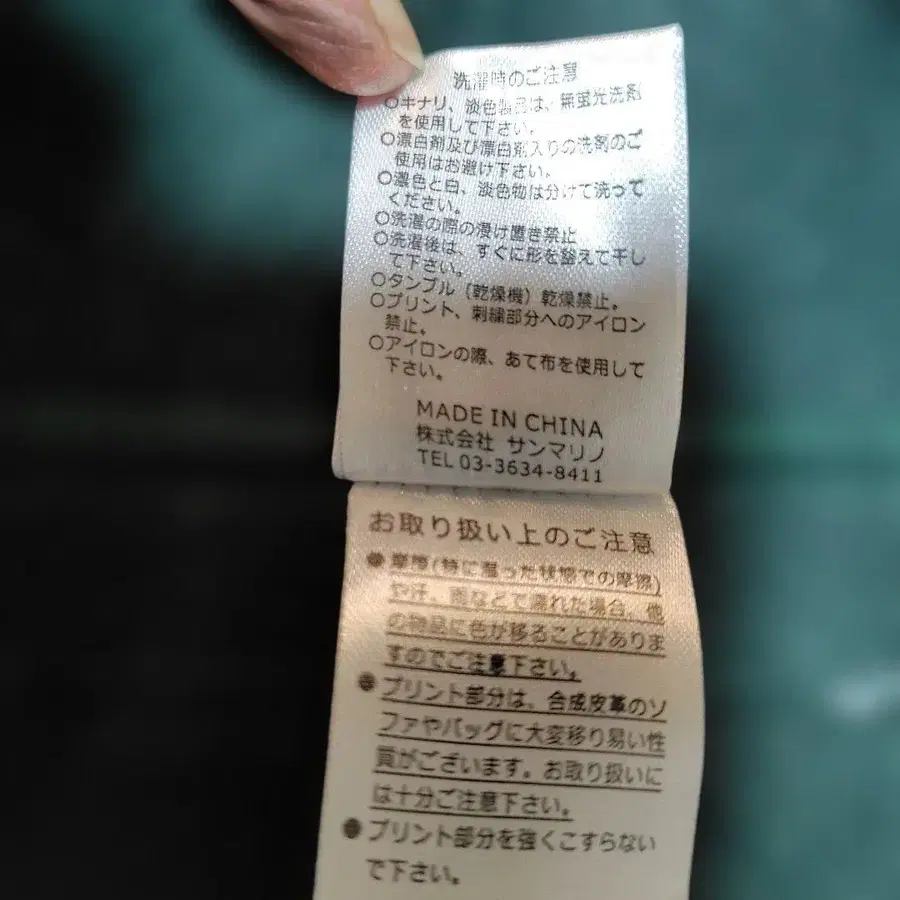 洗濯時のご注意
○キナリ、淡色製品は、無蛍光洗剤
を使用して下さい。
○漂白剤及び漂白剤入りの洗剤のご
使用はお避け下さい。
○濃色と白、淡色物は分けて洗って
ください。
○洗濯の際の漬け置き禁止
○洗濯後は、すぐに形を整えて干し
て下さい。
○タンブル(乾燥機)乾燥禁止。
○プリント、刺繍部分へのアイロン
禁止。
○アイロンの際、あて布を使用して
下さい。
MADE IN CHINA
株式会社 サンマリノ
TEL 03-3634-8411
お取り扱い上のご注意
●摩擦(特に湿った状態での摩擦)
や汗、雨などで濡れた場合、他
の物品に色が移ることがありま
すのでご注意下さい。
●プリント部分は、合成皮革のソ
ファやバッグに大変移り易い性
質がございます。お取り扱いに
は十分ご注意下さい。
●プリント部分を強くこすらない
で下さい。